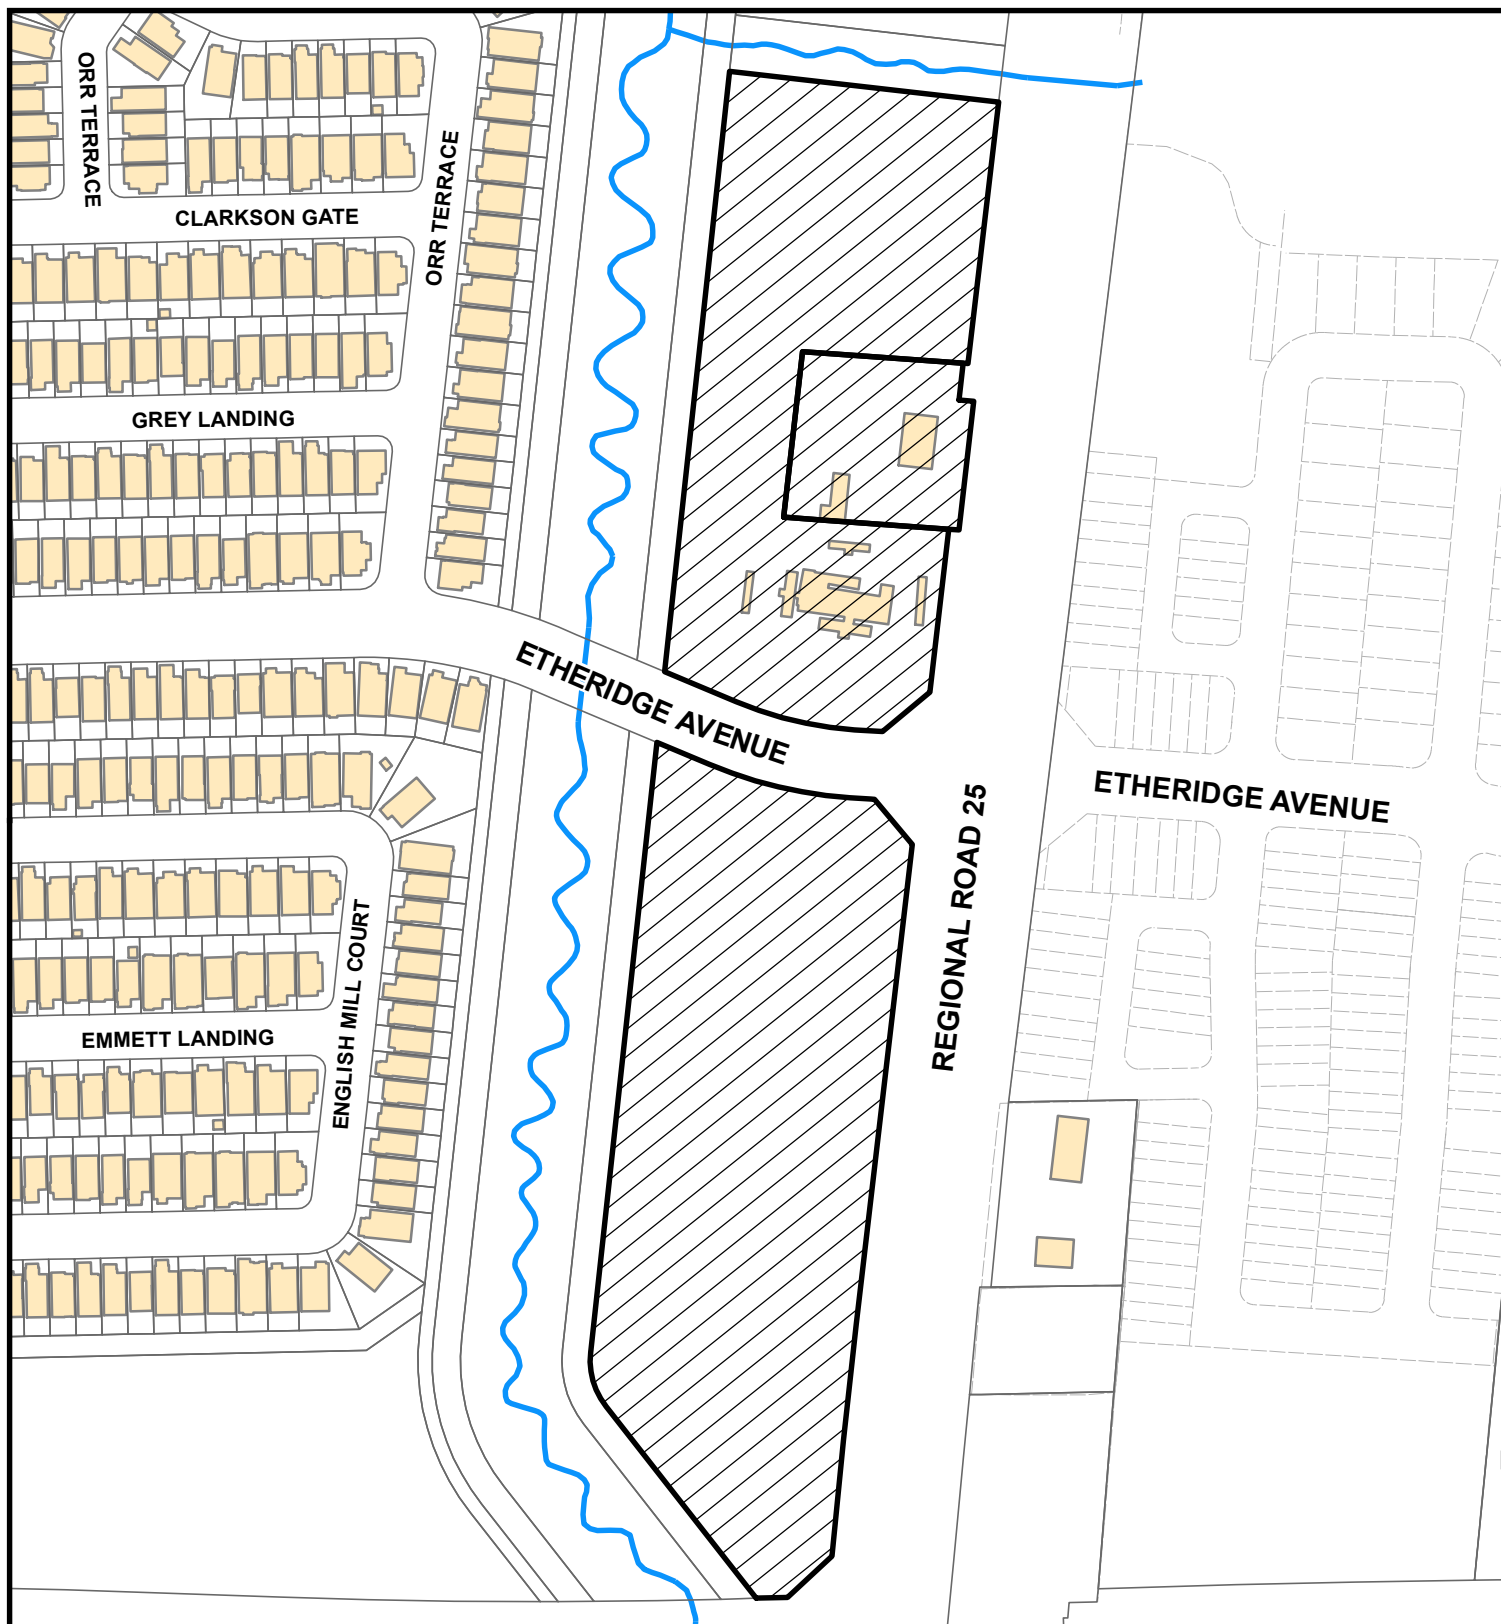 ORR TERRACE
CLARKSON GATE
ORR TERRACE
GREY LANDING
ETHERIDGE AVENUE
ETHERIDGE AVENUE
REGIONAL ROAD 25
ENGLISH MILL COURT
EMMETT LANDING